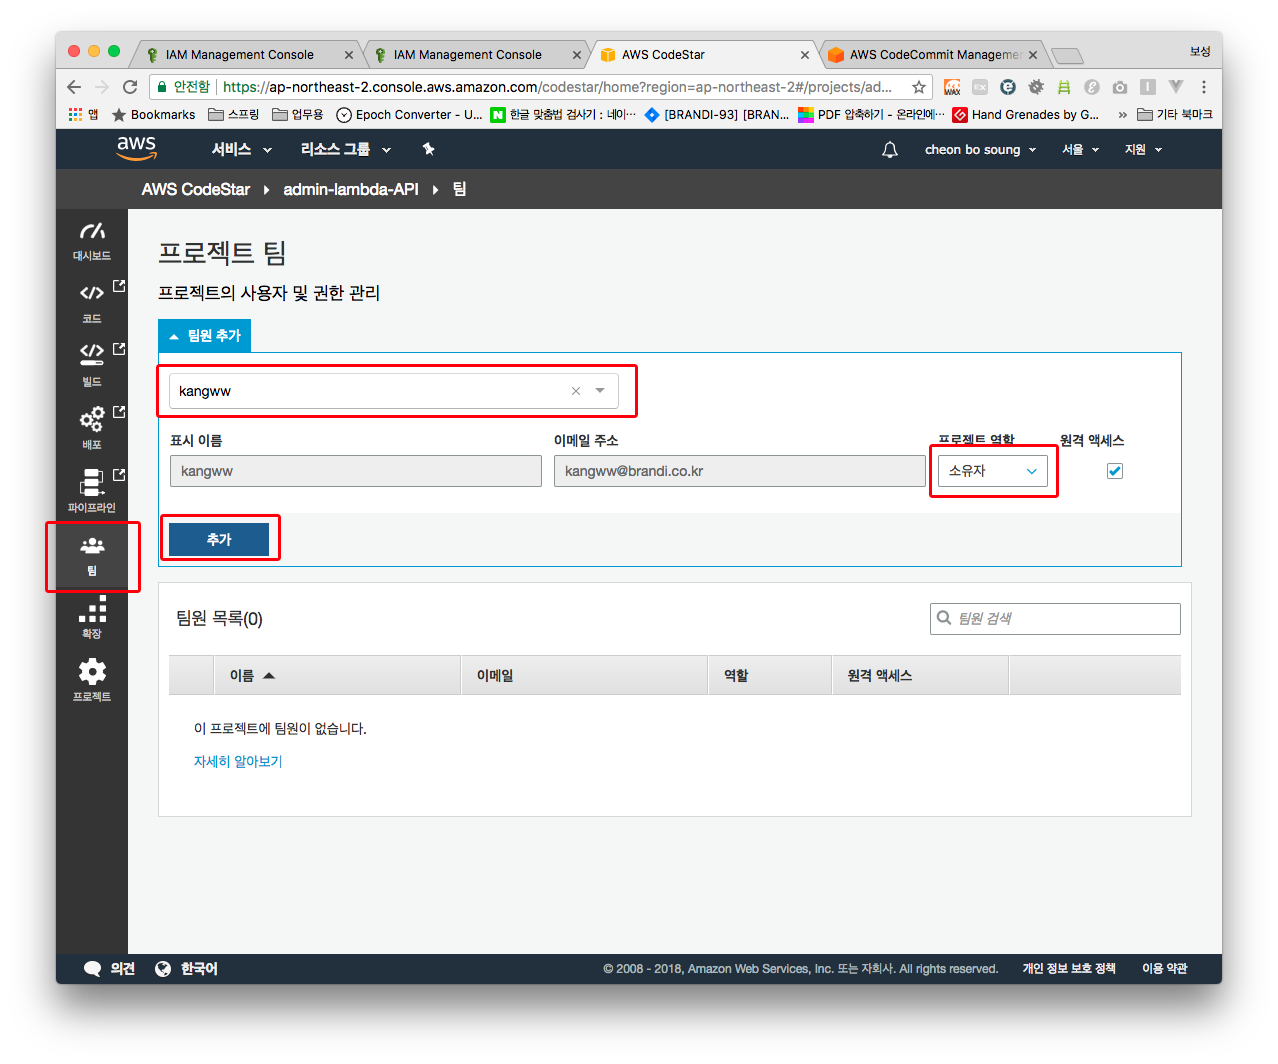 IAM Management Console
IAM Management Console
AWS CodeStar
AWS CodeCommit Manageme
보성
안전함
https://ap-northeast-2.console.aws.amazon.com/codestar/home?region=ap-northeast-2#/projects/ad...
앱
Bookmarks
스프링
업무용
Epoch Converter - U...
한글 맞춤법 검사기 : 네이...
[BRANDI-93] [BRAN...
PDF 압축하기 - 온라인에...
Hand Grenades by G...
»
기타 북마크
aws
서비스
리소스 그룹
cheon bo soung
서울
지원
AWS CodeStar
admin-lambda-API
팀
대시보드
코드
빌드
배포
파이프라인
팀
확장
프로젝트
프로젝트 팀
프로젝트의 사용자 및 권한 관리
팀원 추가
kangww
표시 이름
이메일 주소
프로젝트 역할
원격 액세스
kangww
kangww@brandi.co.kr
소유자
추가
팀원 목록(0)
팀원 검색
이름
이메일
역할
원격 액세스
이 프로젝트에 팀원이 없습니다.
자세히 알아보기
의견
한국어
© 2008 - 2018, Amazon Web Services, Inc. 또는 자회사. All rights reserved.
개인 정보 보호 정책
이용 약관